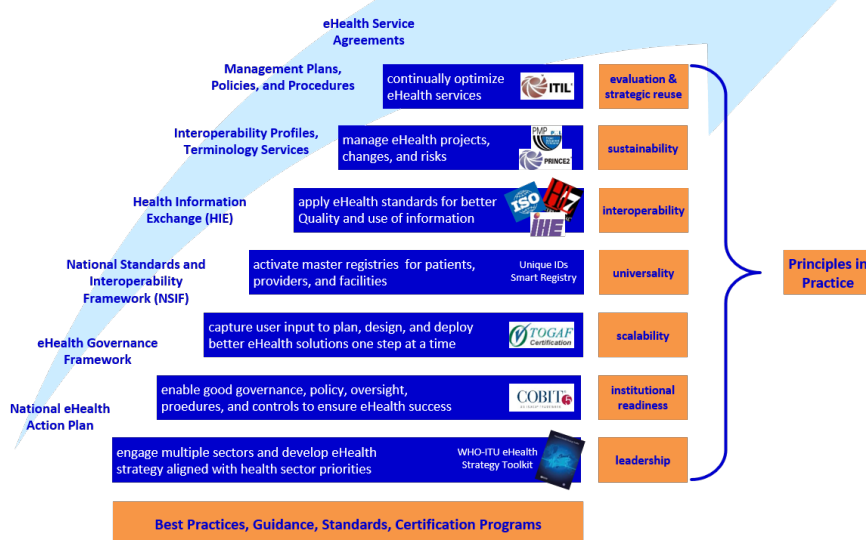 eHealth Service
Agreements
Management Plans,
Policies, and Procedures
continually optimize
eHealth services
ITIL
evaluation &
strategic reuse
Interoperability Profiles,
Terminology Services
manage eHealth projects,
changes, and risks
PMP
PRINCE2
sustainability
Health Information
Exchange (HIE)
apply eHealth standards for better
Quality and use of information
ISO
HL7
IHE
interoperability
National Standards and
Interoperability
Framework (NSIF)
activate master registries for patients,
providers, and facilities
Unique IDs
Smart Registry
universality
Principles in
Practice
eHealth Governance
Framework
capture user input to plan, design, and deploy
better eHealth solutions one step at a time
TOGAF
Certification
scalability
National eHealth
Action Plan
enable good governance, policy, oversight,
proedures, and controls to ensure eHealth success
COBIT 5
institutional
readiness
engage multiple sectors and develop eHealth
strategy aligned with health sector priorities
WHO-ITU eHealth
Strategy Toolkit
leadership
Best Practices, Guidance, Standards, Certification Programs